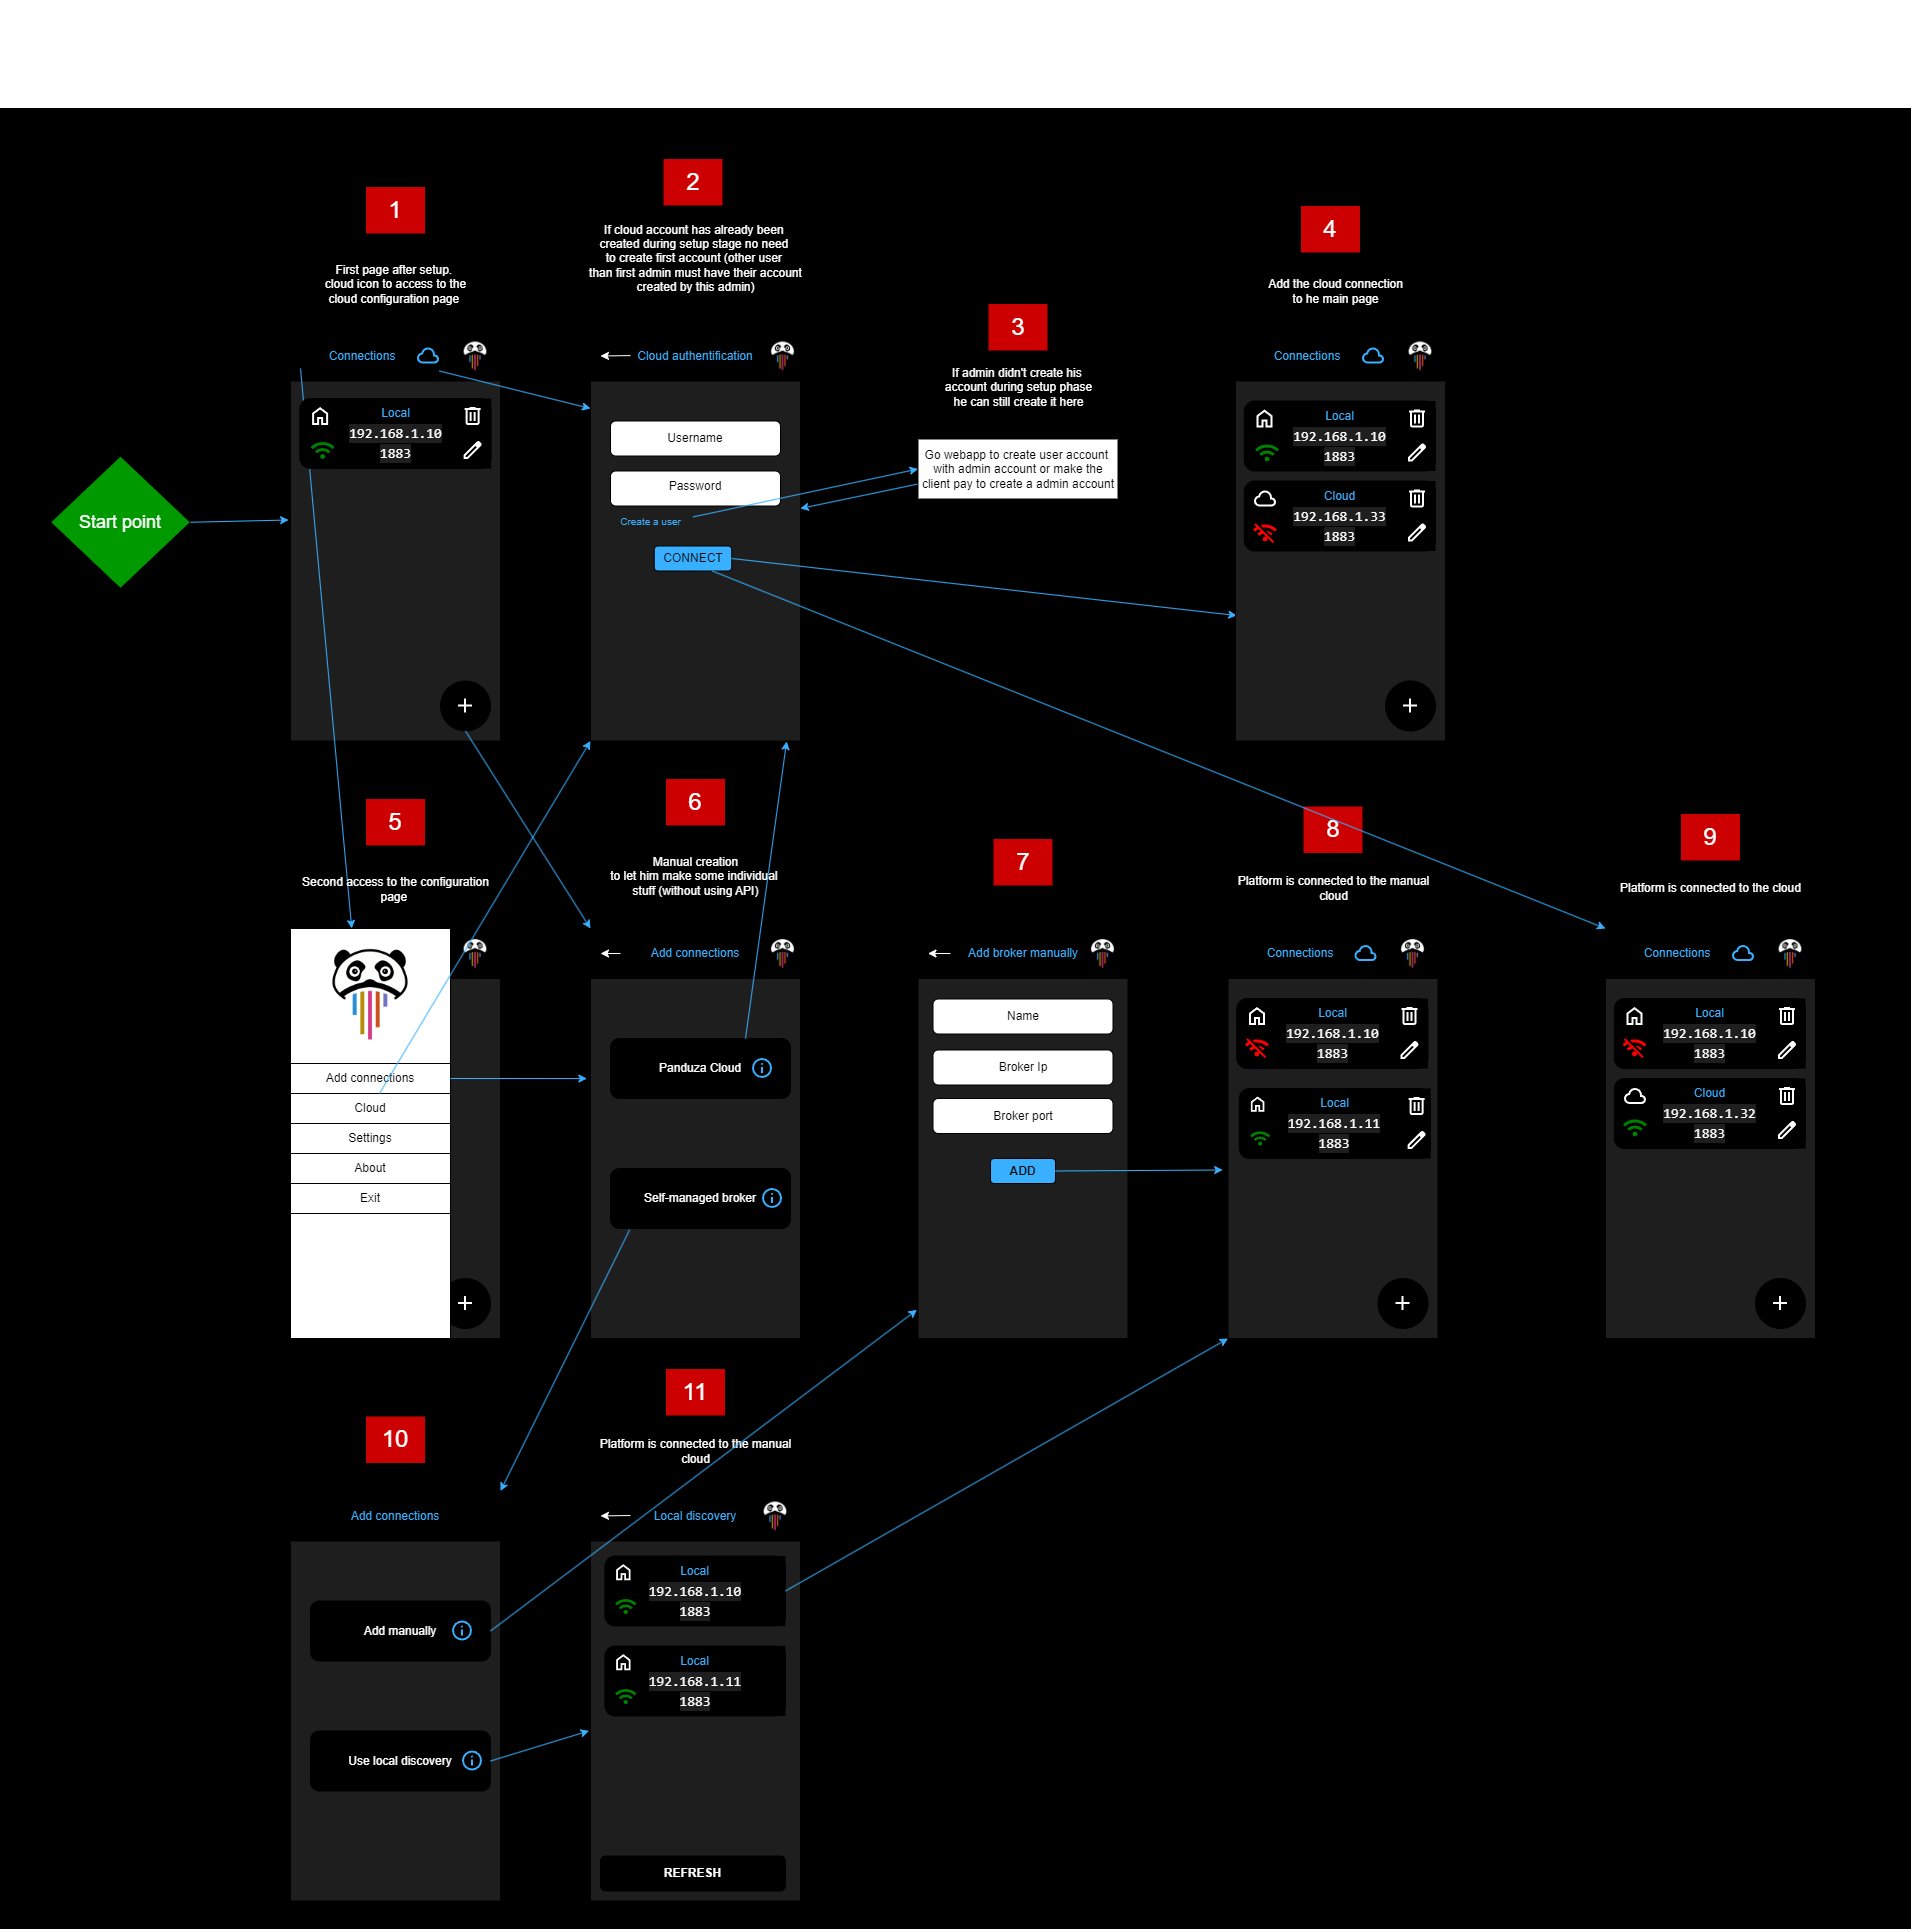 Start point
1
First page after setup.
cloud icon to access to the
cloud configuration page
Connections
Local
192.168.1.10
1883
+
2
If cloud account has already been
created during setup stage no need
to create first account (other user
than first admin must have their account
created by this admin)
Cloud authentification
Username
Password
Create a user
CONNECT
3
If admin didn't create his
account during setup phase
he can still create it here
Go webapp to create user account
with admin account or make the
client pay to create a admin account
4
Add the cloud connection
to he main page
Connections
Local
192.168.1.10
1883
Cloud
192.168.1.33
1883
+
5
Second access to the configuration
page
Add connections
Cloud
Settings
About
Exit
+
6
Manual creation
to let him make some individual
stuff (without using API)
Add connections
Panduza Cloud
Self-managed broker
7
Add broker manually
Name
Broker Ip
Broker port
ADD
8
Platform is connected to the manual
cloud
Connections
Local
192.168.1.10
1883
Local
192.168.1.11
1883
+
9
Platform is connected to the cloud
Connections
Local
192.168.1.10
1883
Cloud
192.168.1.32
1883
+
10
Add connections
Add manually
Use local discovery
11
Platform is connected to the manual
cloud
Local discovery
Local
192.168.1.10
1883
Local
192.168.1.11
1883
REFRESH